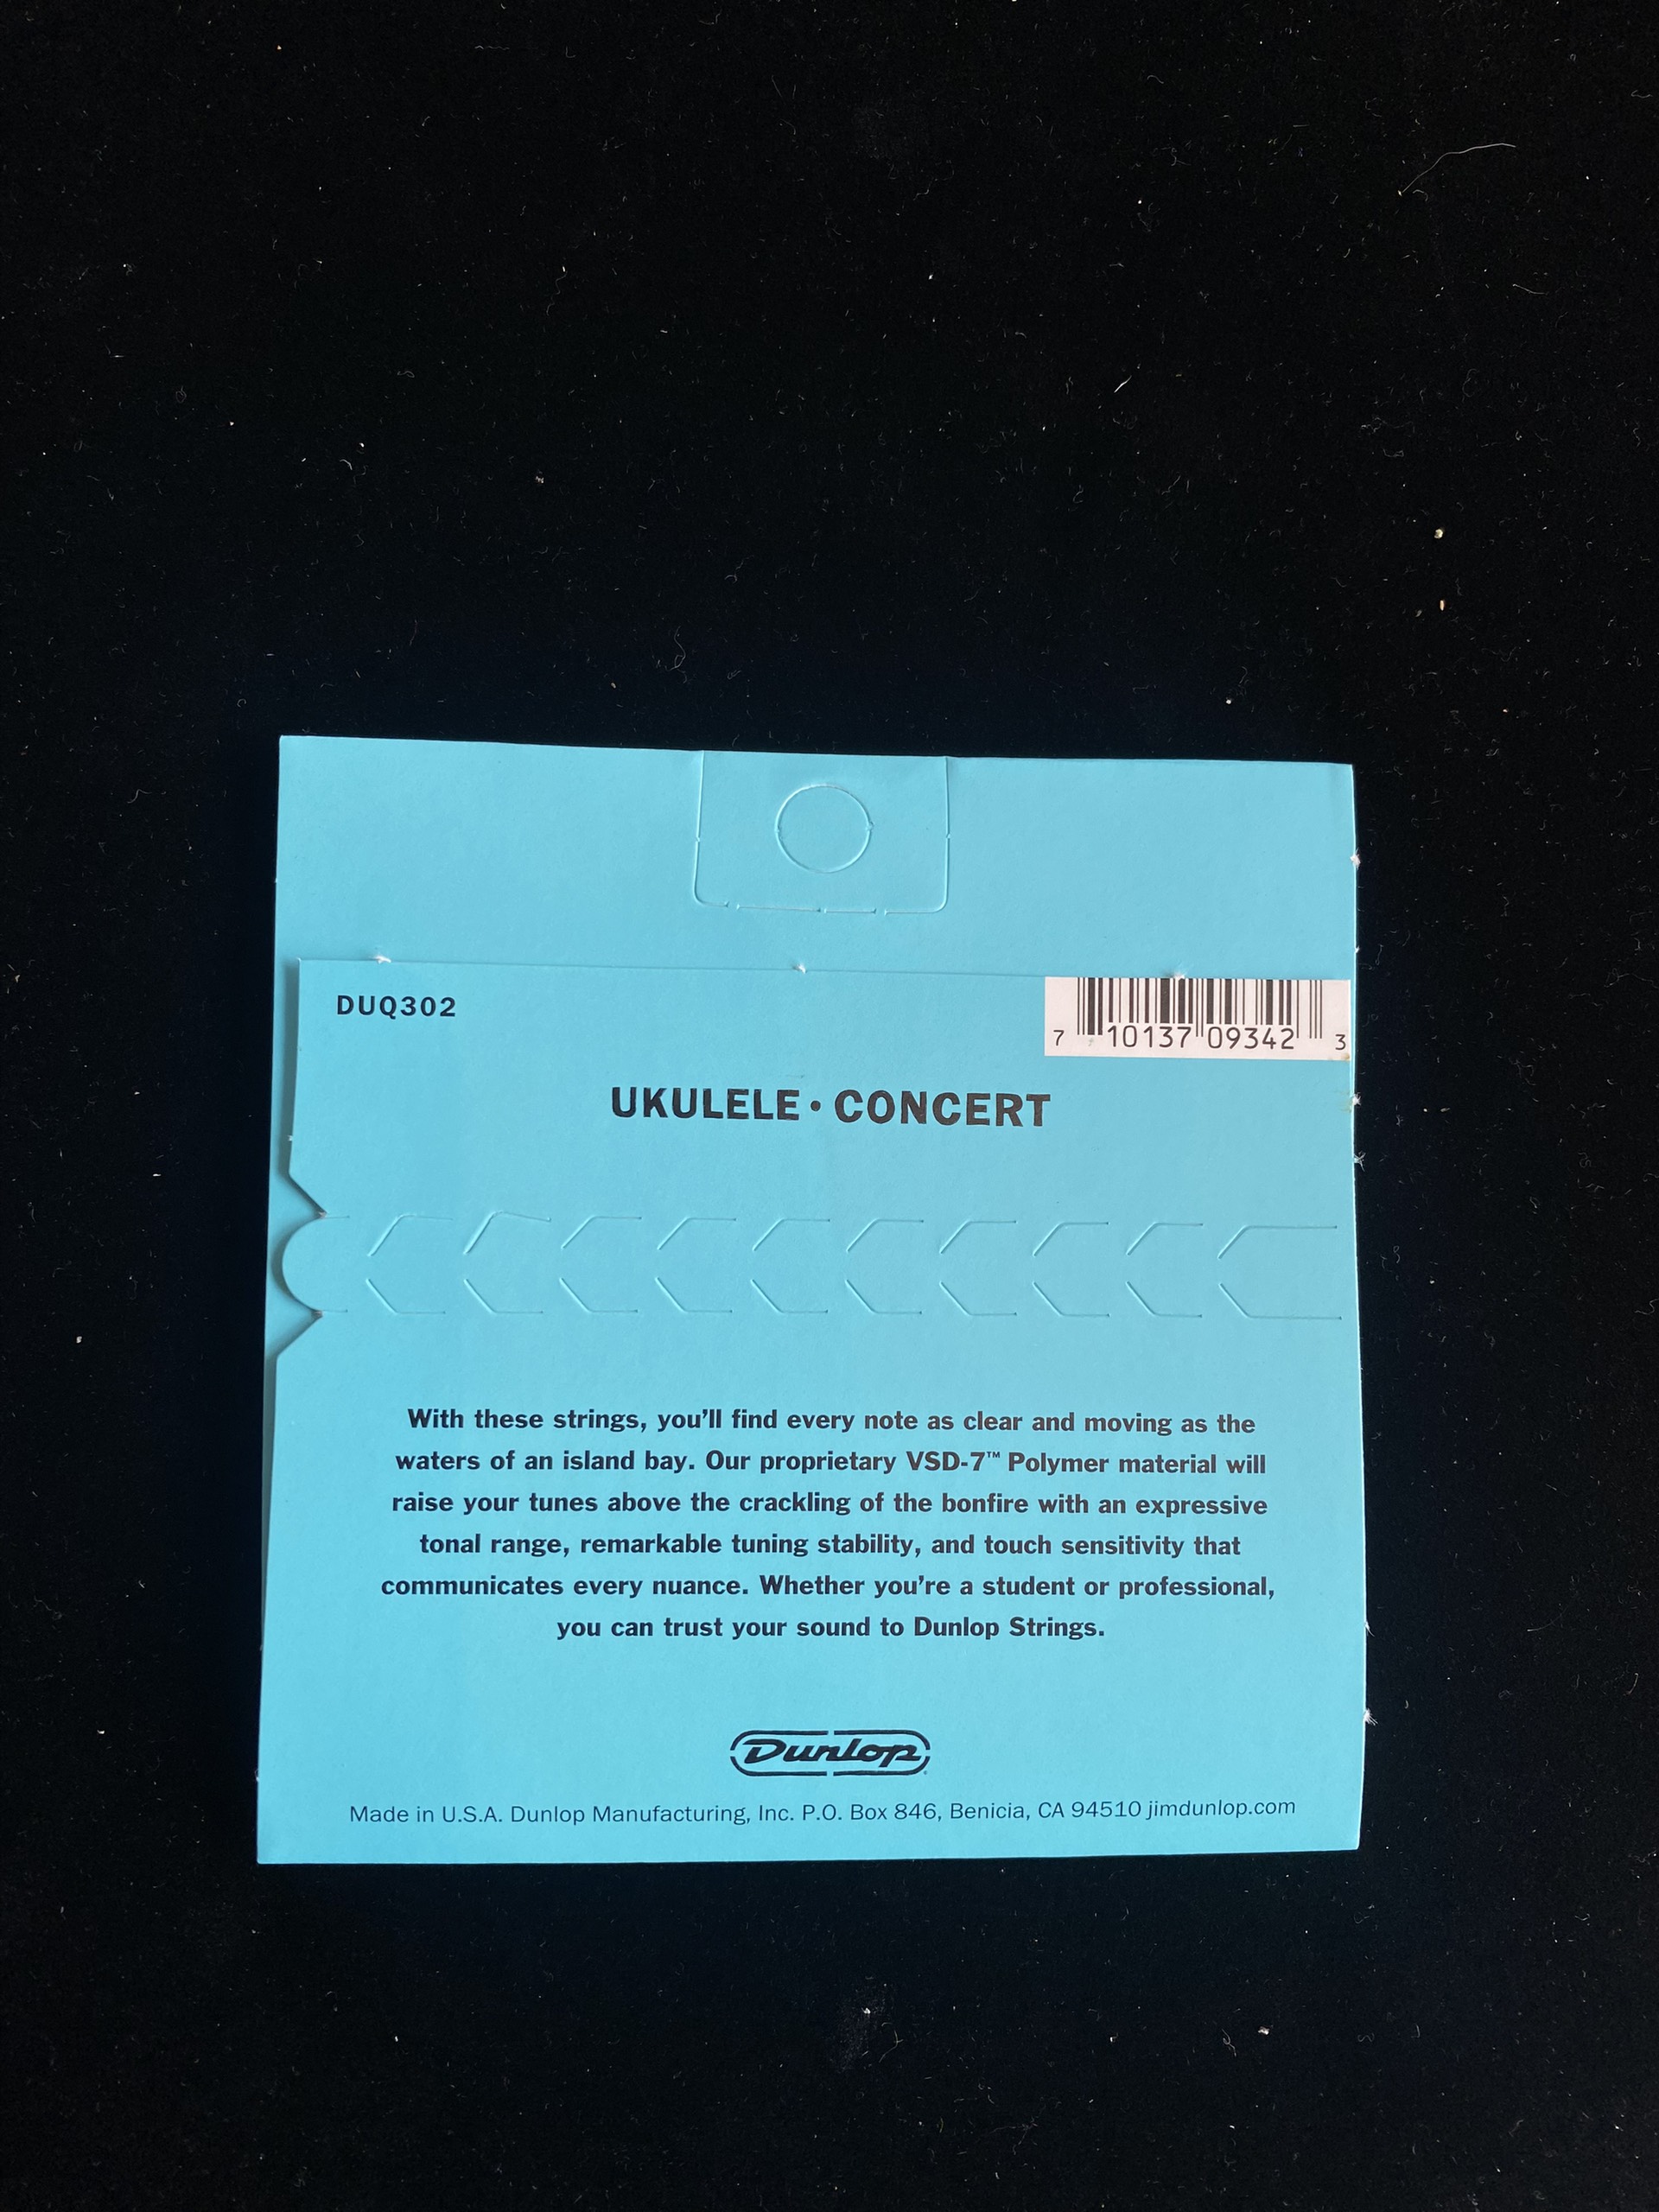 DUQ302
7 10137 09342 3
UKULELE • CONCERT
With these strings, you’ll find every note as clear and moving as the
waters of an island bay. Our proprietary VSD-7™ Polymer material will
raise your tunes above the crackling of the bonfire with an expressive
tonal range, remarkable tuning stability, and touch sensitivity that
communicates every nuance. Whether you’re a student or professional,
you can trust your sound to Dunlop Strings.
Dunlop
Made in U.S.A. Dunlop Manufacturing, Inc. P.O. Box 846, Benicia, CA 94510 jimdunlop.com